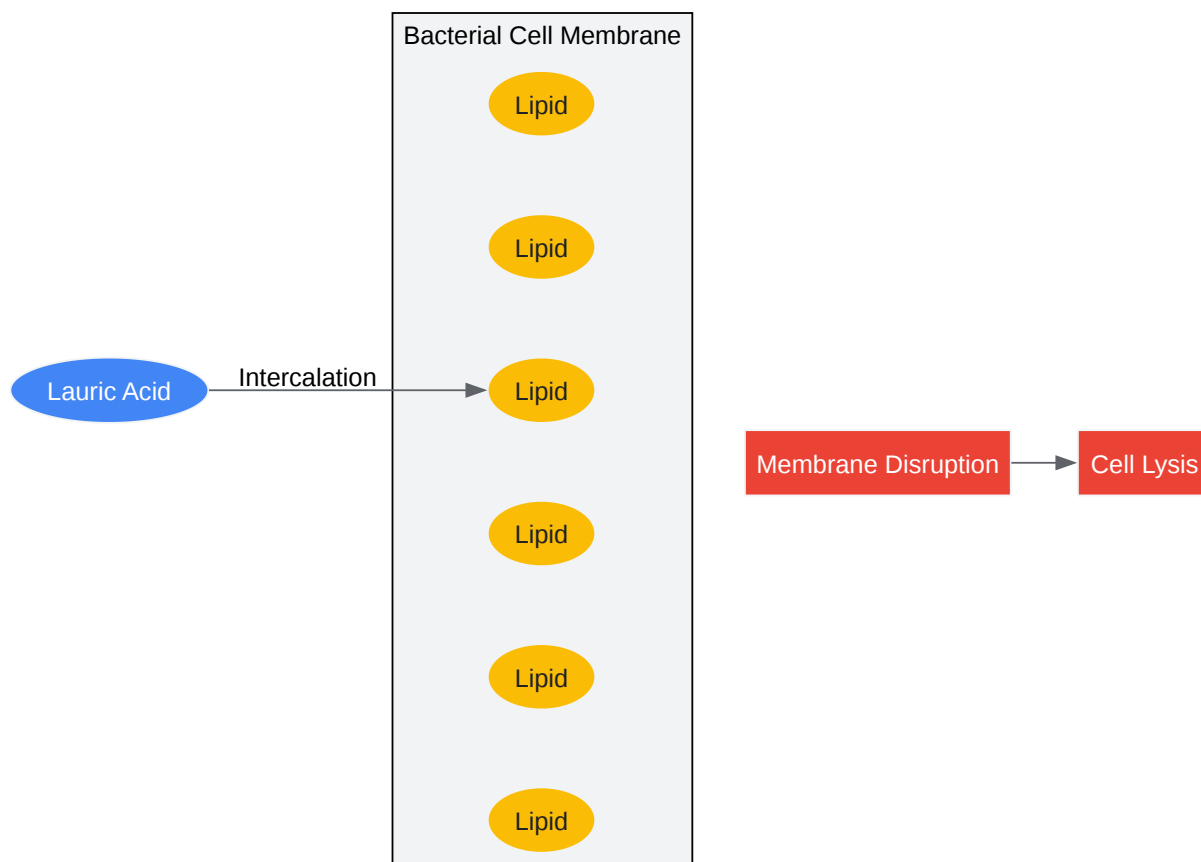 Bacterial Cell Membrane
Lipid
Lipid
Lauric Acid
Intercalation
Lipid
Membrane Disruption
Cell Lysis
Lipid
Lipid
Lipid